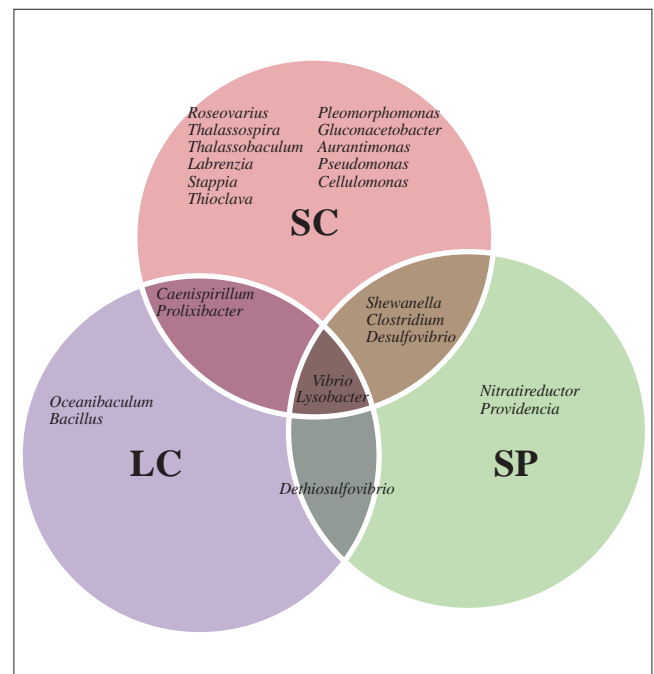 Roseovarius
Thalassospira
Thalassobaculum
Labrenzia
Stappia
Thioclava
Pleomorphomonas
Gluconacetobacter
Aurantimonas
Pseudomonas
Cellulomonas
SC
Caenispirillum
Prolixibacter
Shewanella
Clostridium
Desulfovibrio
Vibrio
Lysobacter
Oceanibaculum
Bacillus
LC
Nitratireductor
Providencia
SP
Dethiosulfovibrio